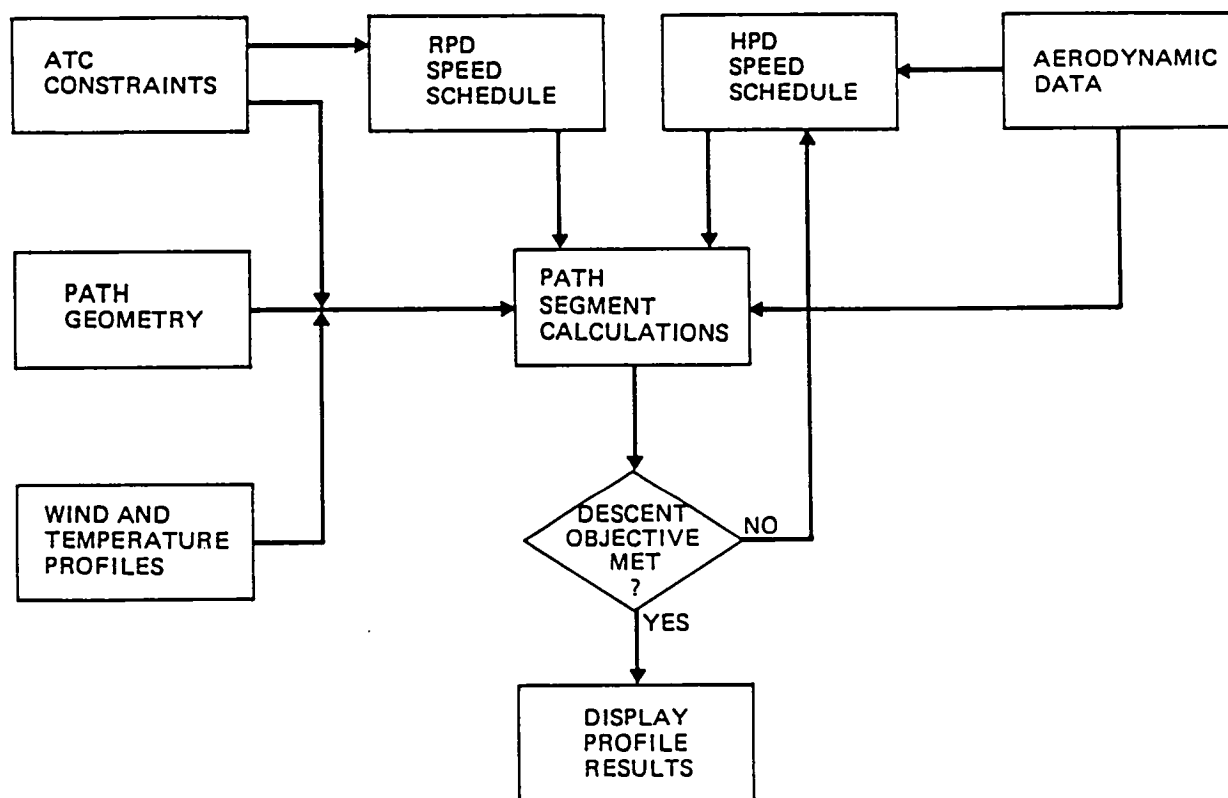 ATC
CONSTRAINTS
RPD
SPEED
SCHEDULE
HPD
SPEED
SCHEDULE
AERODYNAMIC
DATA
PATH
GEOMETRY
PATH
SEGMENT
CALCULATIONS
WIND AND
TEMPERATURE
PROFILES
DESCENT
OBJECTIVE
MET
?
NO
YES
DISPLAY
PROFILE
RESULTS